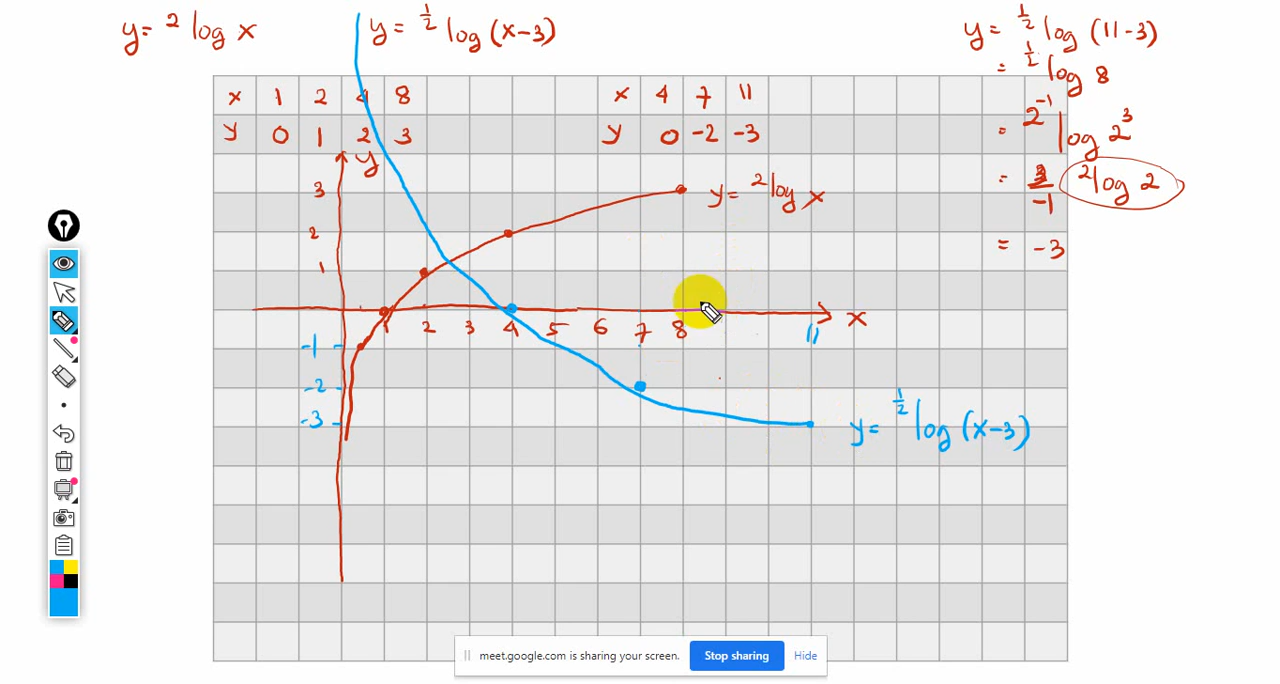 y = ²log x
y = ^½log (x-3)
y = ^½log (11-3)
= ^½log 8
= 2^-1 log 2³
= 3/-1 ²log 2
= -3
x 1 2 4 8
y 0 1 2 3
x 4 7 11
y 0 -2 -3
y
3
2
1
y = ²log x
1 2 3 4 5 6 7 8 11 x
-1
-2
-3
y = ^½log (x-3)
meet.google.com is sharing your screen. Stop sharing Hide